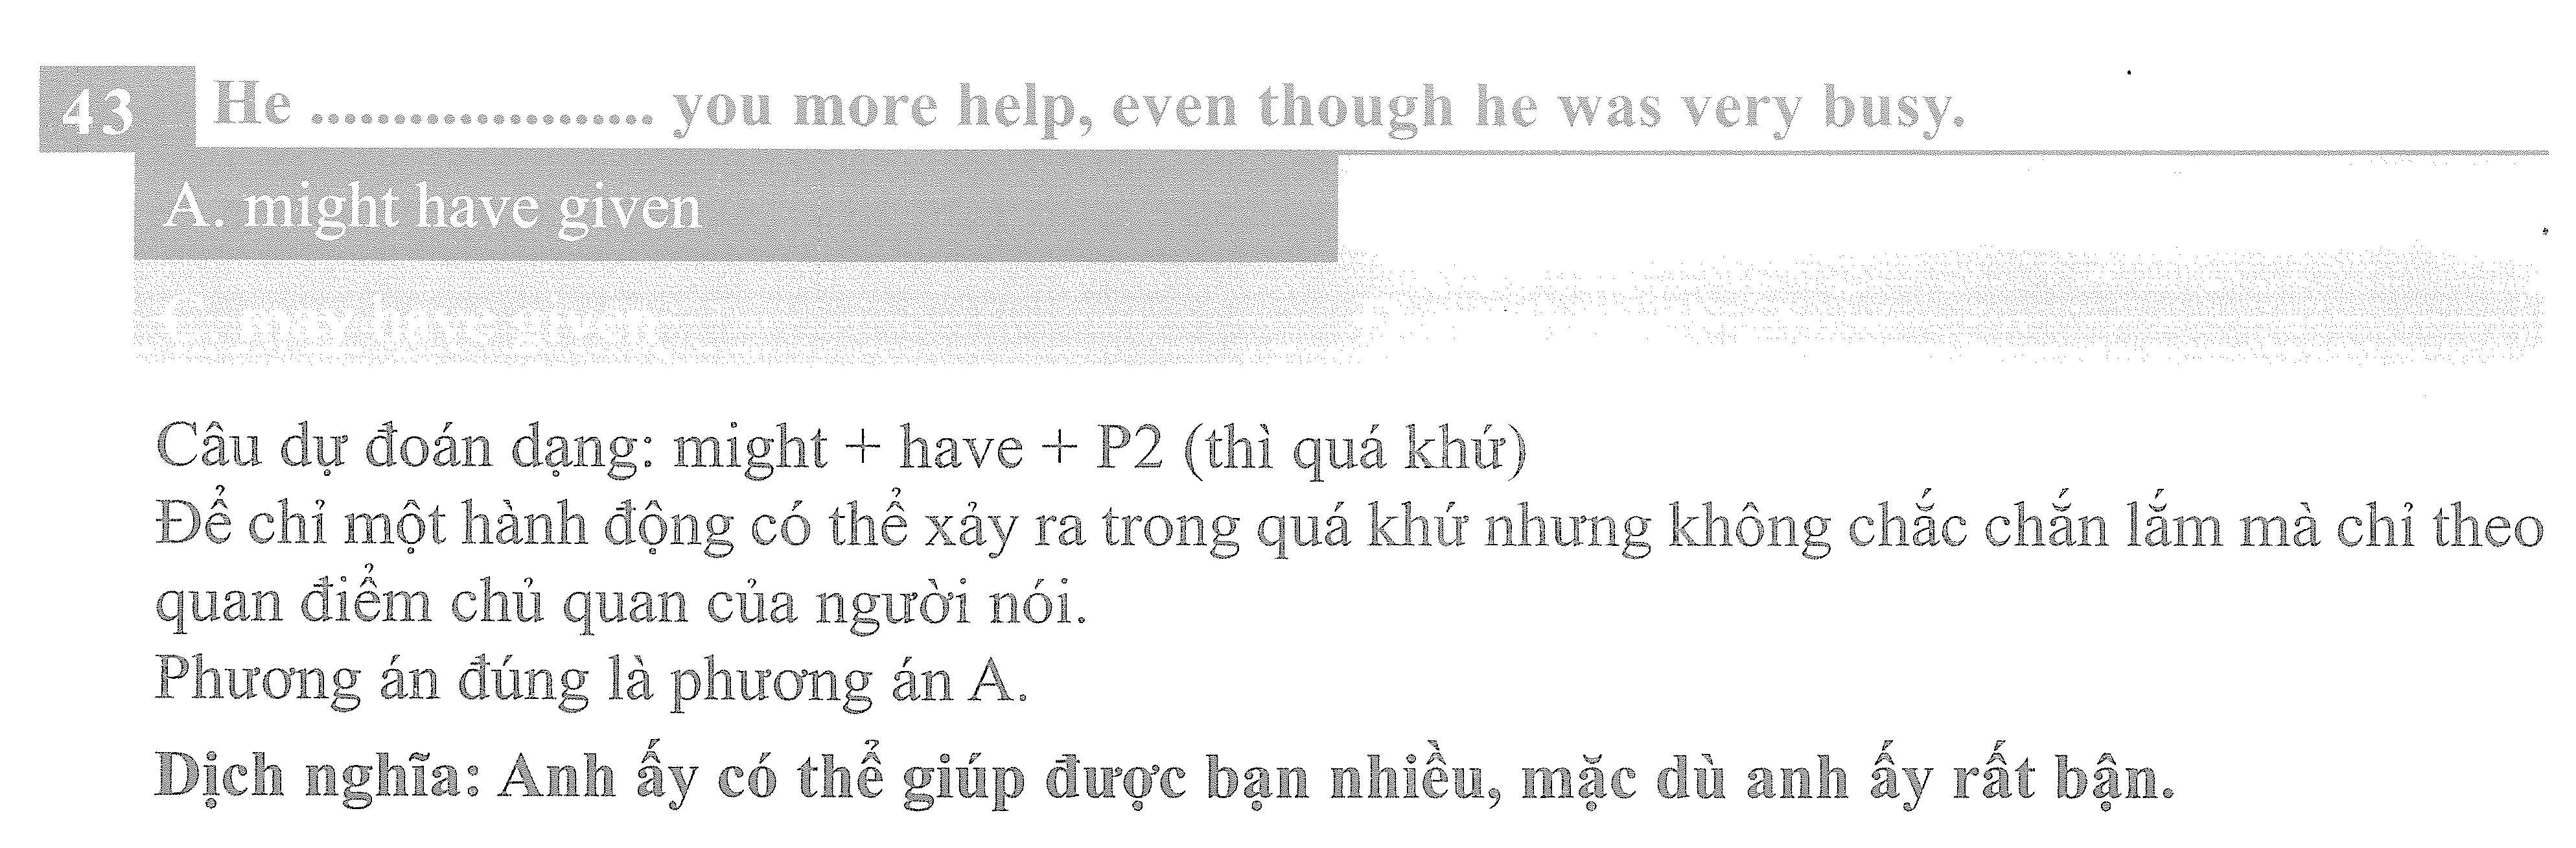 43 He ..................... you more help, even though he was very busy.
A. might have given
C. may have given
Câu dự đoán dạng: might + have + P2 (thì quá khứ)
Để chỉ một hành động có thể xảy ra trong quá khứ nhưng không chắc chắn lắm mà chỉ theo
quan điểm chủ quan của người nói.
Phương án đúng là phương án A.
Dịch nghĩa: Anh ấy có thể giúp được bạn nhiều, mặc dù anh ấy rất bận.